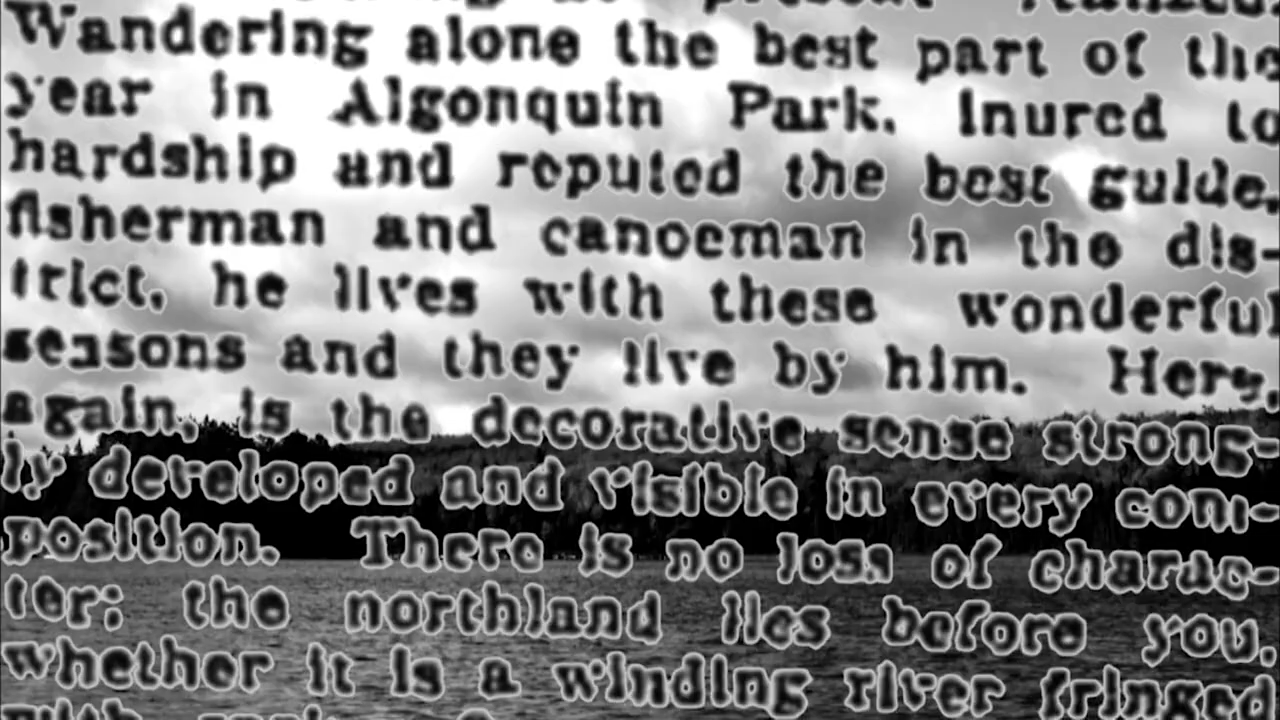 present
Wandering alone the best part of the
year in Algonquin Park, inured to
hardship and reputed the best guide,
fisherman and canoeman in the dis-
trict, he lives with these wonderful
seasons and they live by him. Here,
again, is the decorative sense strong-
ly developed and visible in every com-
position. There is no loss of charac-
ter; the northland lies before you,
whether it is a winding river fringed
with